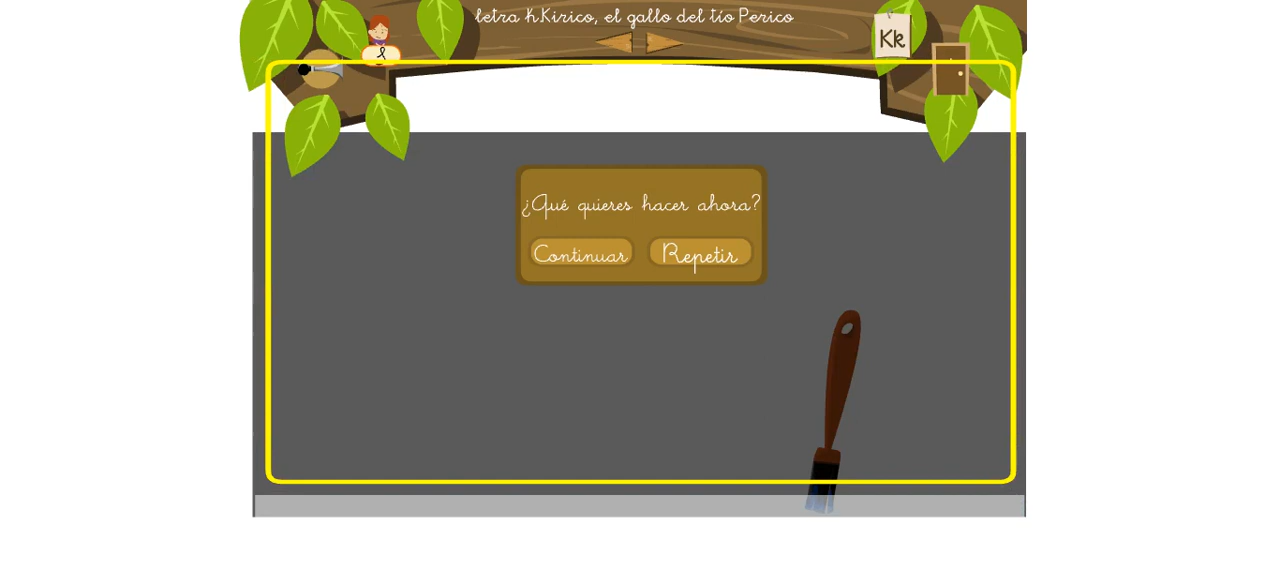 letra k.Kirico, el gallo del tío Perico
Kk
¿Qué quieres hacer ahora?
Continuar
Repetir